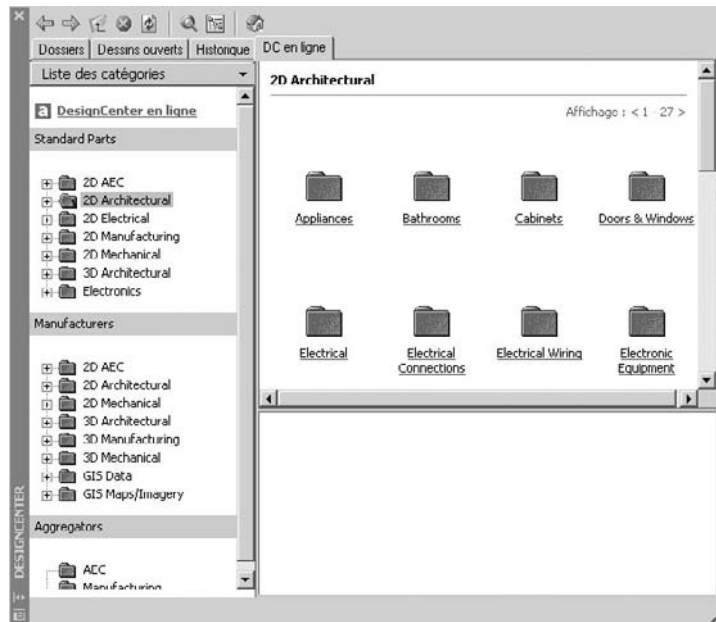 Dossiers Dessins ouverts Historique DC en ligne
Liste des catégories
DesignCenter en ligne
Standard Parts
2D AEC
2D Architectural
2D Electrical
2D Manufacturing
2D Mechanical
3D Architectural
Electronics
Manufacturers
2D AEC
2D Architectural
2D Mechanical
3D Architectural
3D Manufacturing
3D Mechanical
GIS Data
GIS Maps/Imagery
Aggregators
AEC
Manufacturing
2D Architectural
Affichage : < 1 - 27 >
Appliances Bathrooms Cabinets Doors & Windows
Electrical Electrical Connections Electrical Wiring Electronic Equipment
DESIGNCENTER